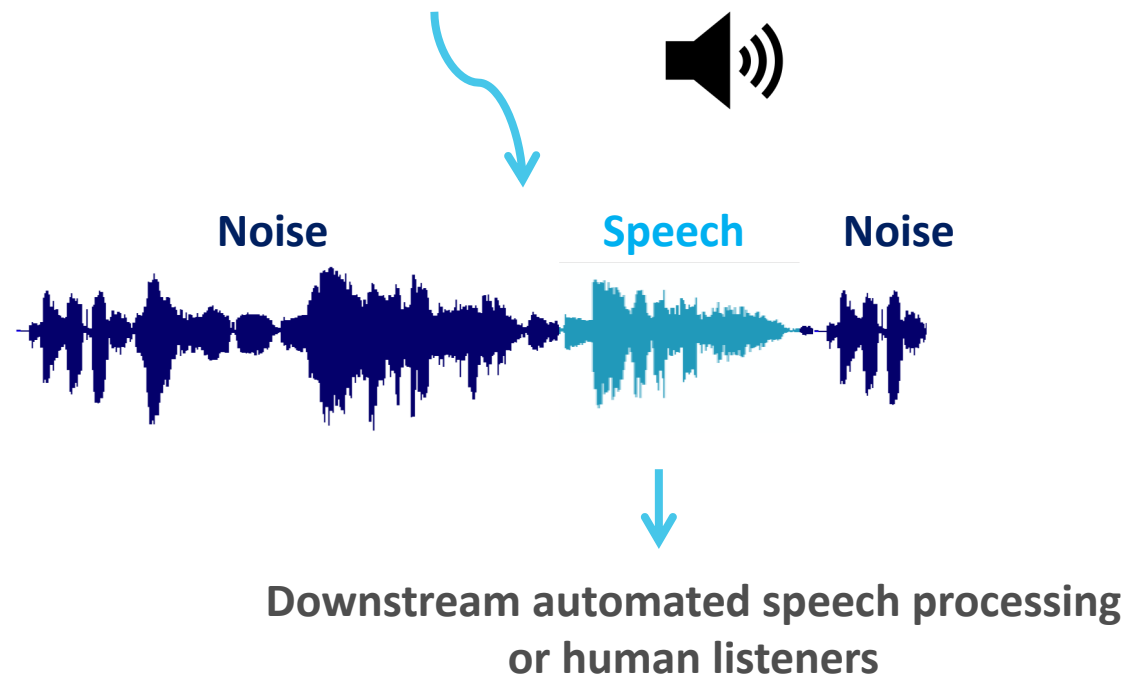 Noise Speech Noise
Downstream automated speech processing
or human listeners